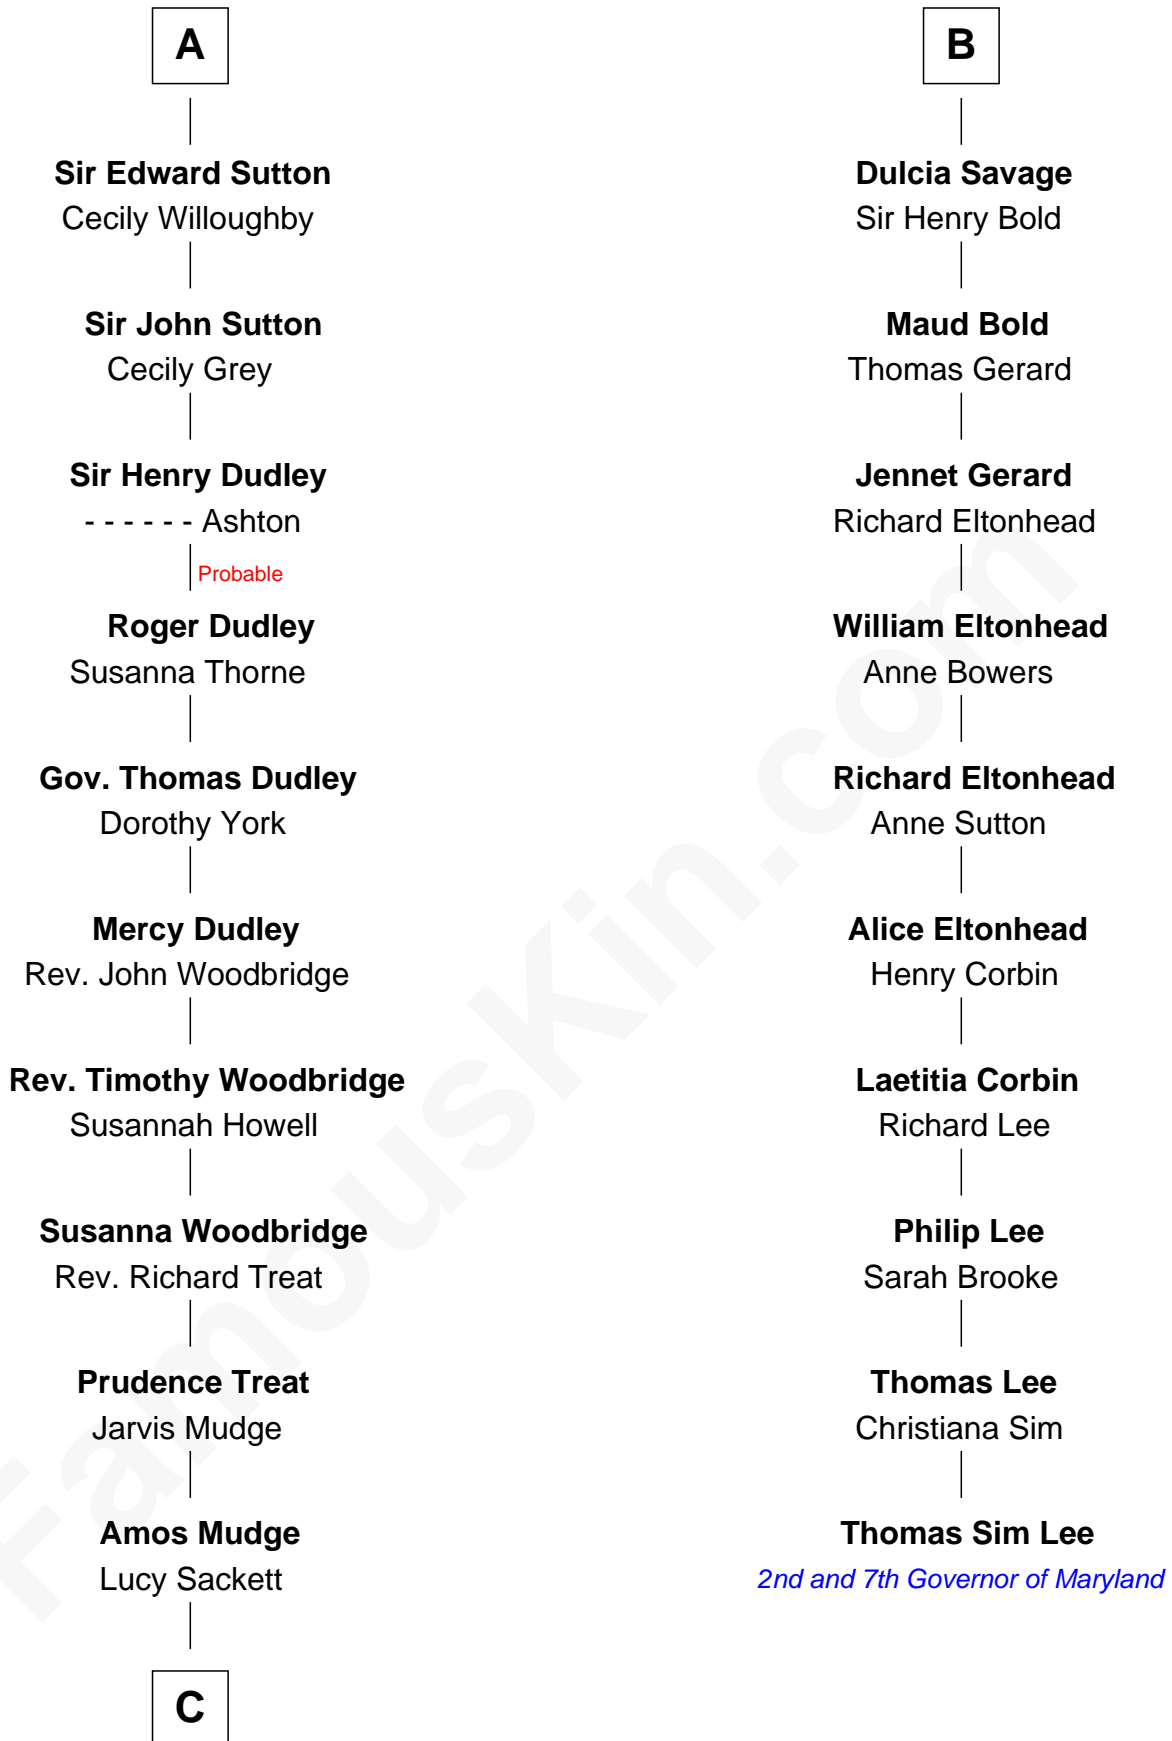 A
Sir Edward Sutton
Cecily Willoughby
Sir John Sutton
Cecily Grey
Sir Henry Dudley
- - - - - - Ashton
Probable
Roger Dudley
Susanna Thorne
Gov. Thomas Dudley
Dorothy York
Mercy Dudley
Rev. John Woodbridge
Rev. Timothy Woodbridge
Susannah Howell
Susanna Woodbridge
Rev. Richard Treat
Prudence Treat
Jarvis Mudge
Amos Mudge
Lucy Sackett
C
B
Dulcia Savage
Sir Henry Bold
Maud Bold
Thomas Gerard
Jennet Gerard
Richard Eltonhead
William Eltonhead
Anne Bowers
Richard Eltonhead
Anne Sutton
Alice Eltonhead
Henry Corbin
Laetitia Corbin
Richard Lee
Philip Lee
Sarah Brooke
Thomas Lee
Christiana Sim
Thomas Sim Lee
2nd and 7th Governor of Maryland
FamousKin.com